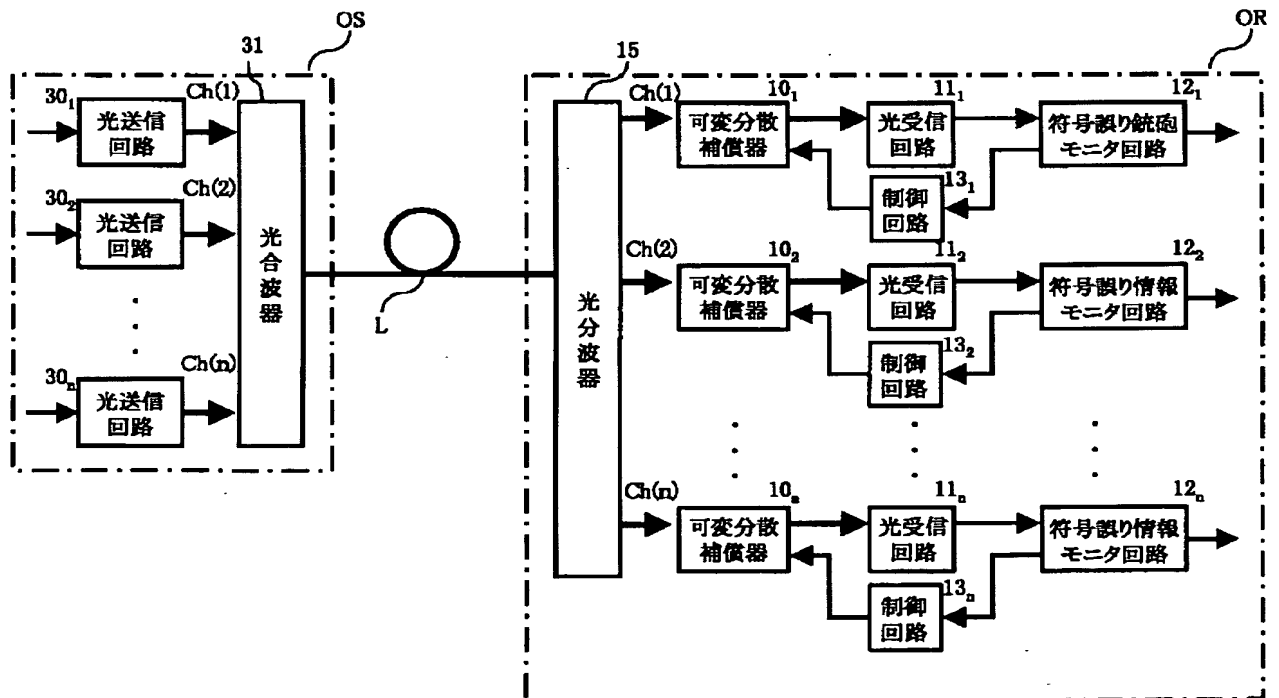 OS
31
30₁
光送信
回路
Ch(1)
30₂
光送信
回路
Ch(2)
30ₙ
光送信
回路
Ch(n)
光合波器
L
OR
15
光分波器
Ch(1)
10₁
可変分散
補償器
11₁
光受信
回路
12₁
符号誤り銃砲
モニタ回路
13₁
制御
回路
Ch(2)
10₂
可変分散
補償器
11₂
光受信
回路
12₂
符号誤り情報
モニタ回路
13₂
制御
回路
Ch(n)
10ₙ
可変分散
補償器
11ₙ
光受信
回路
12ₙ
符号誤り情報
モニタ回路
13ₙ
制御
回路